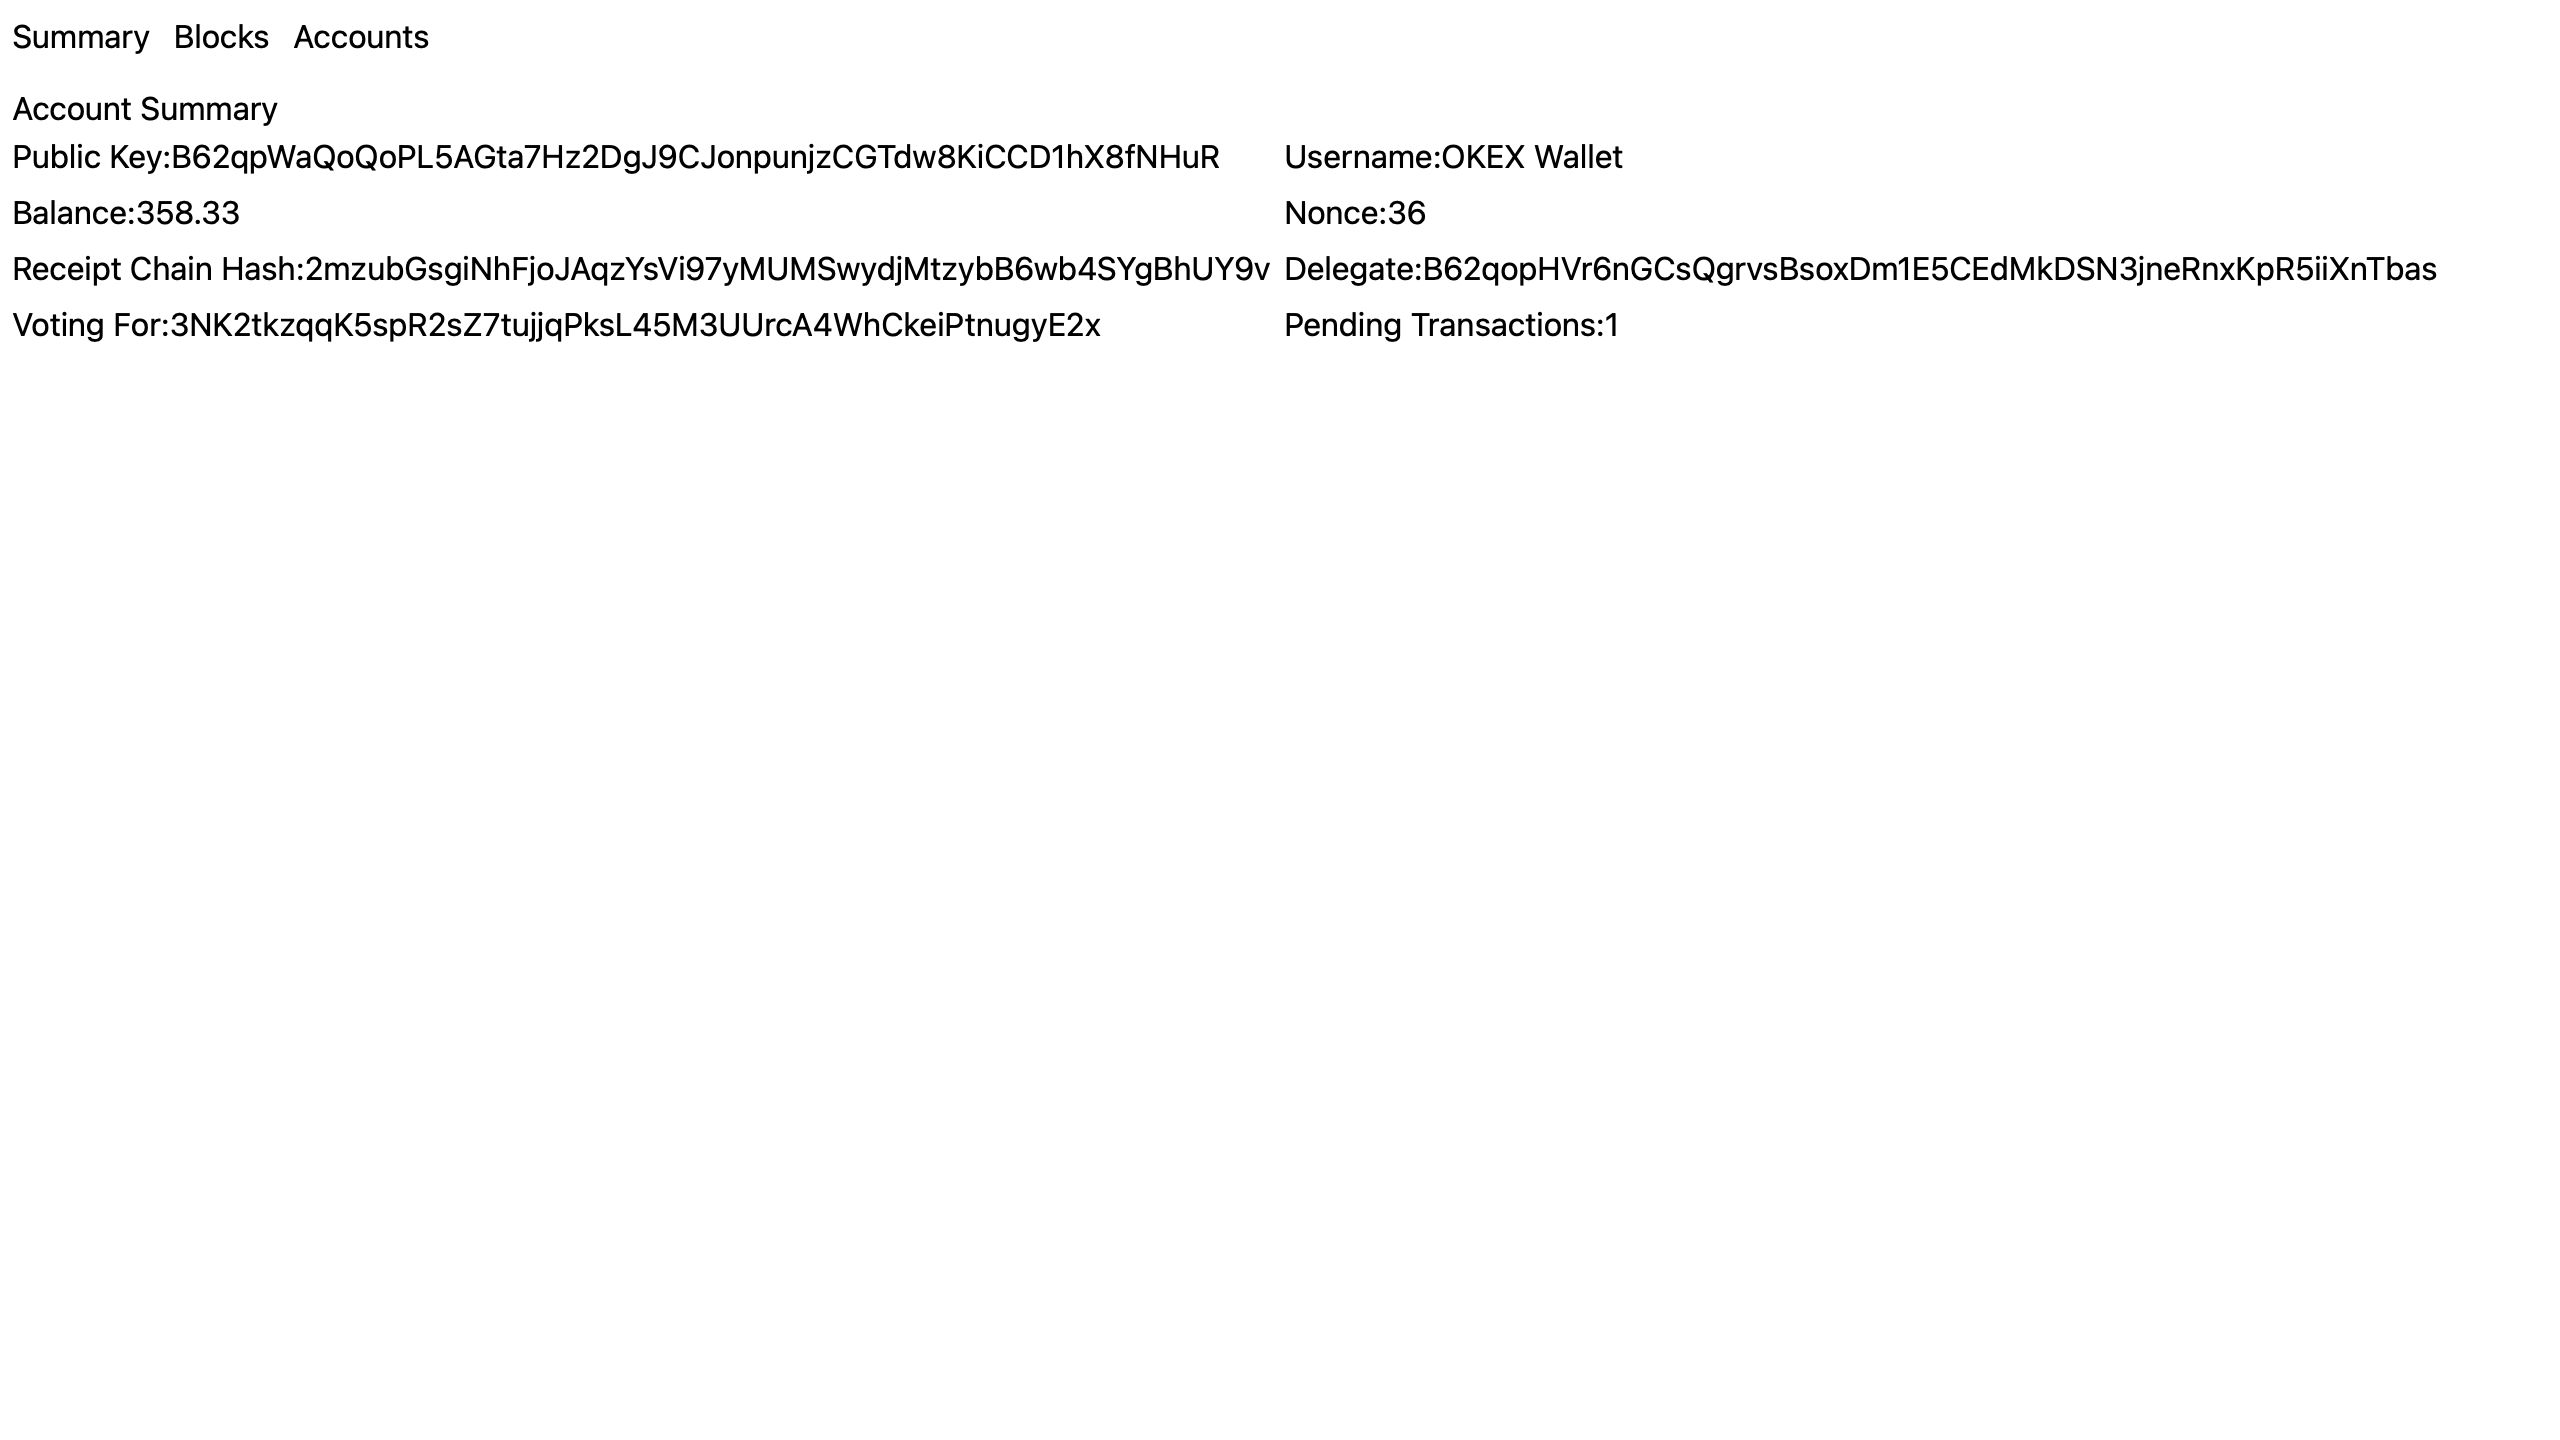 Summary Blocks Accounts
Account Summary
Public Key:B62qpWaQoQoPL5AGta7Hz2DgJ9CJonpunjzCGTdw8KiCCD1hX8fNHuR Username:OKEX Wallet
Balance:358.33 Nonce:36
Receipt Chain Hash:2mzubGsgiNhFjoJAqzYsVi97yMUMSwydjMtzybB6wb4SYgBhUY9v Delegate:B62qopHVr6nGCsQgrvsBsoxDm1E5CEdMkDSN3jneRnxKpR5iiXnTbas
Voting For:3NK2tkzqqK5spR2sZ7tujjqPksL45M3UUrcA4WhCkeiPtnugyE2x Pending Transactions:1